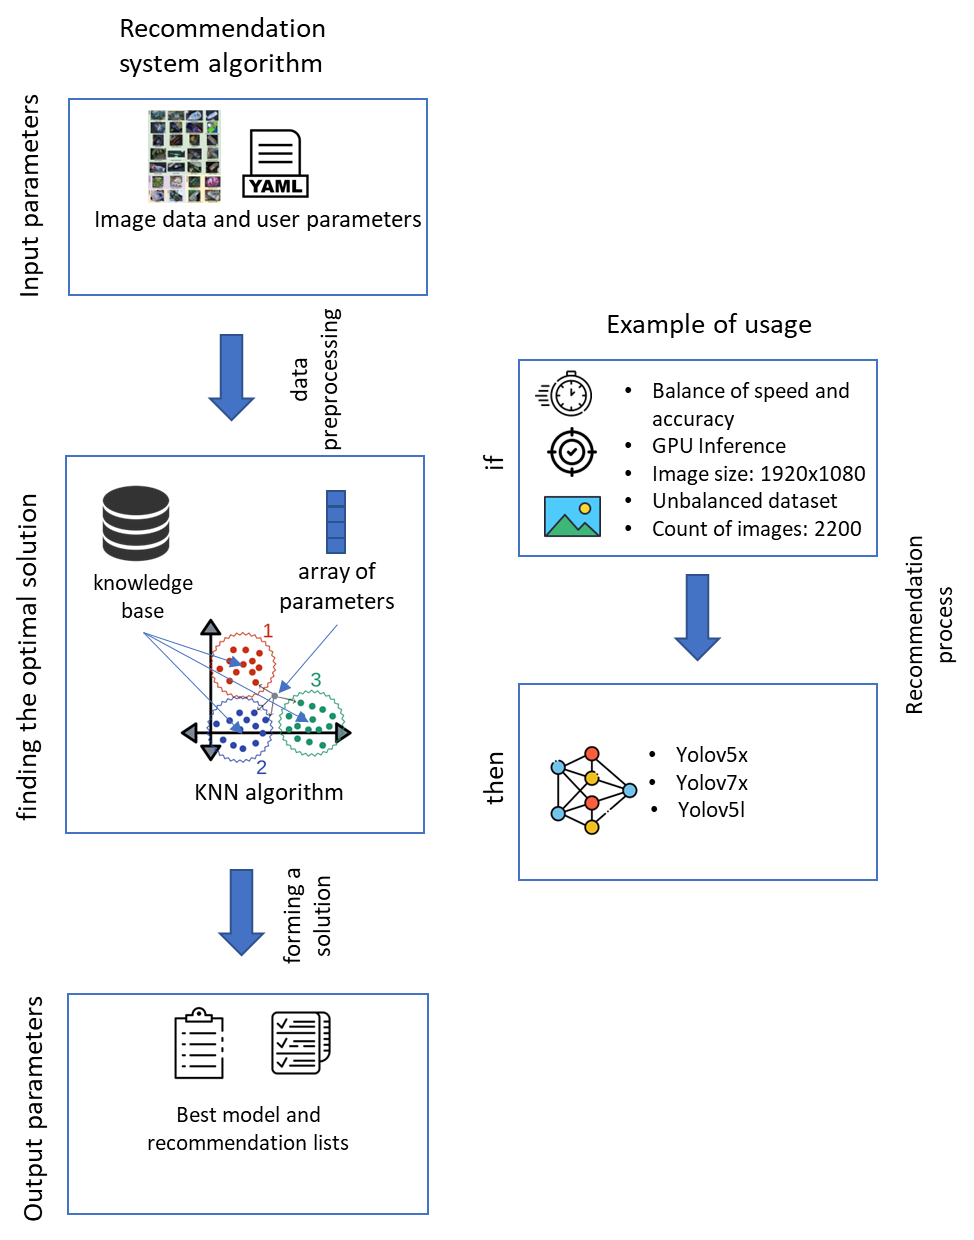 Recommendation
system algorithm
Input parameters
YAML
Image data and user parameters
data
preprocessing
finding the optimal solution
knowledge
base
array of
parameters
1
3
2
KNN algorithm
forming a
solution
Output parameters
Best model and
recommendation lists
Example of usage
if
• Balance of speed and
accuracy
• GPU Inference
• Image size: 1920x1080
• Unbalanced dataset
• Count of images: 2200
Recommendation
process
then
• Yolov5x
• Yolov7x
• Yolov5l